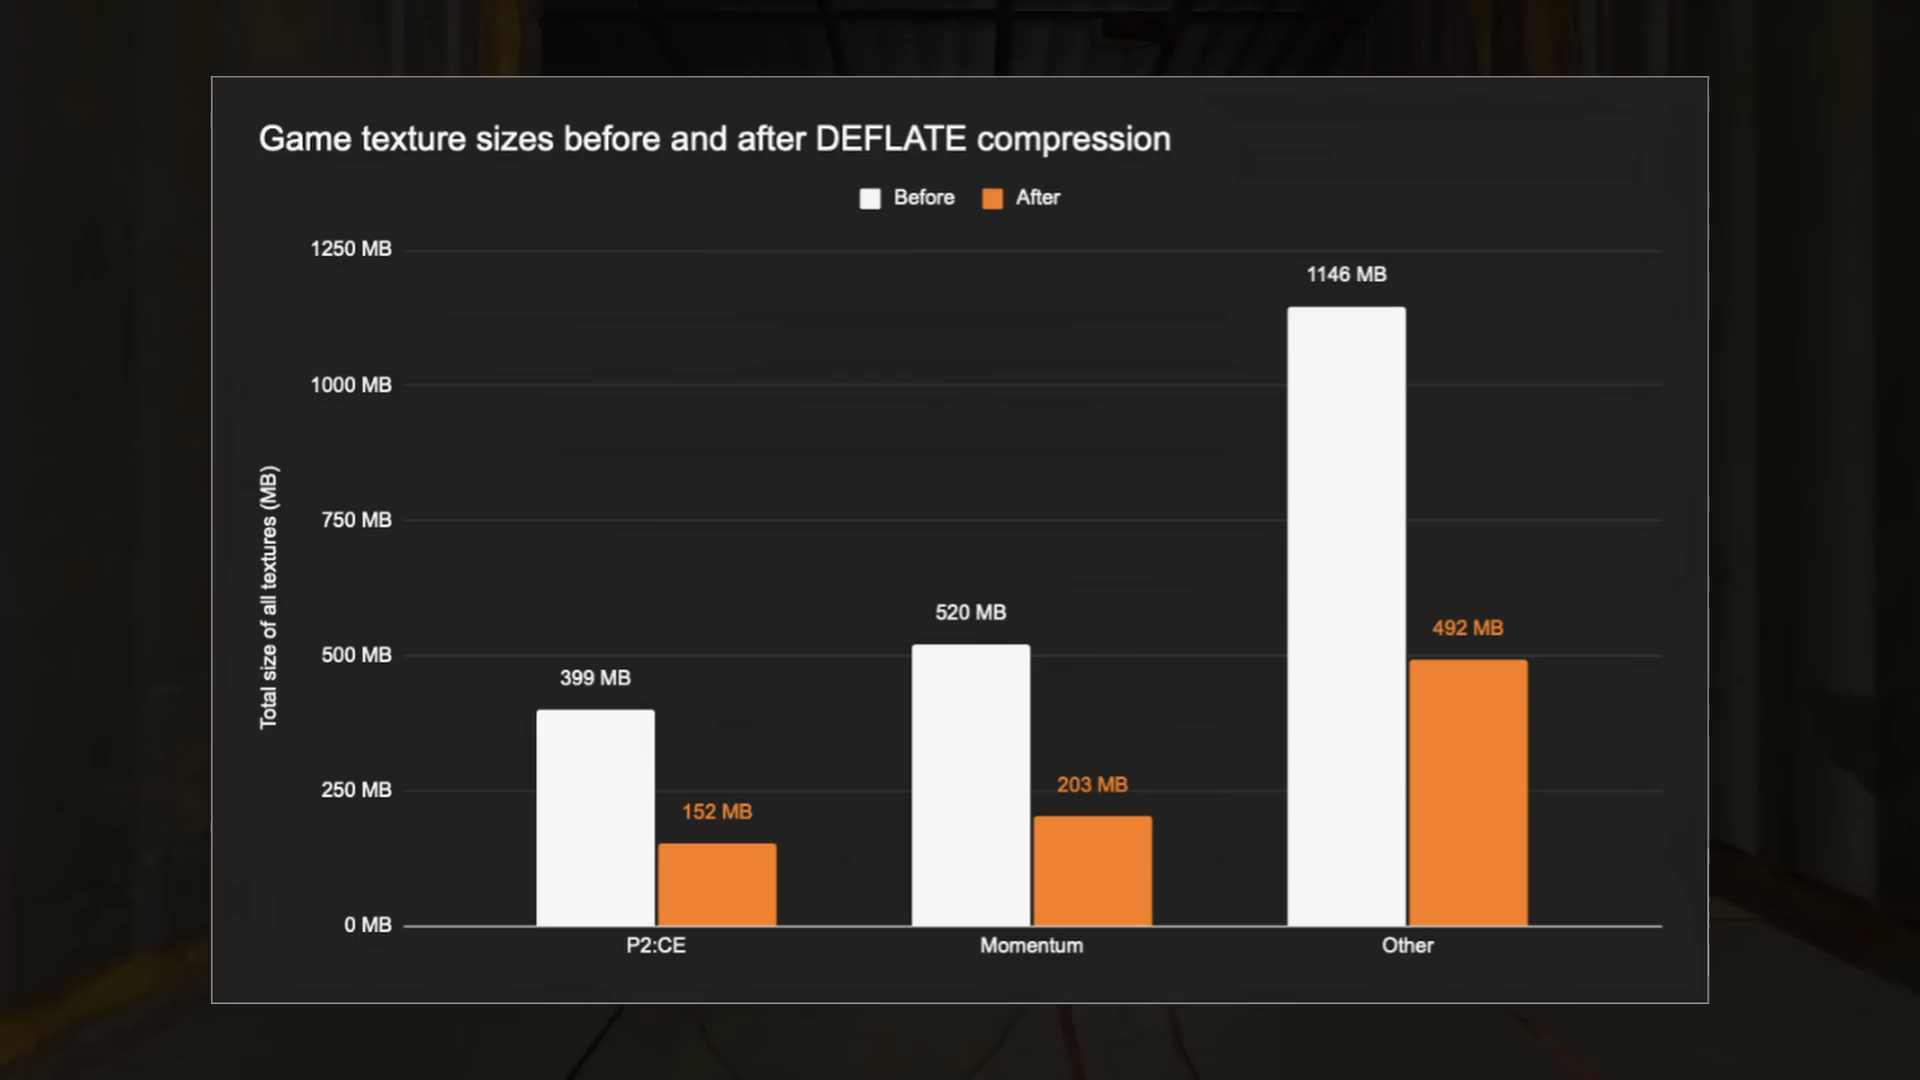 Game texture sizes before and after DEFLATE compression
Before After
1250 MB
1000 MB
750 MB
500 MB
250 MB
0 MB
Total size of all textures (MB)
399 MB
152 MB
520 MB
203 MB
1146 MB
492 MB
P2:CE
Momentum
Other